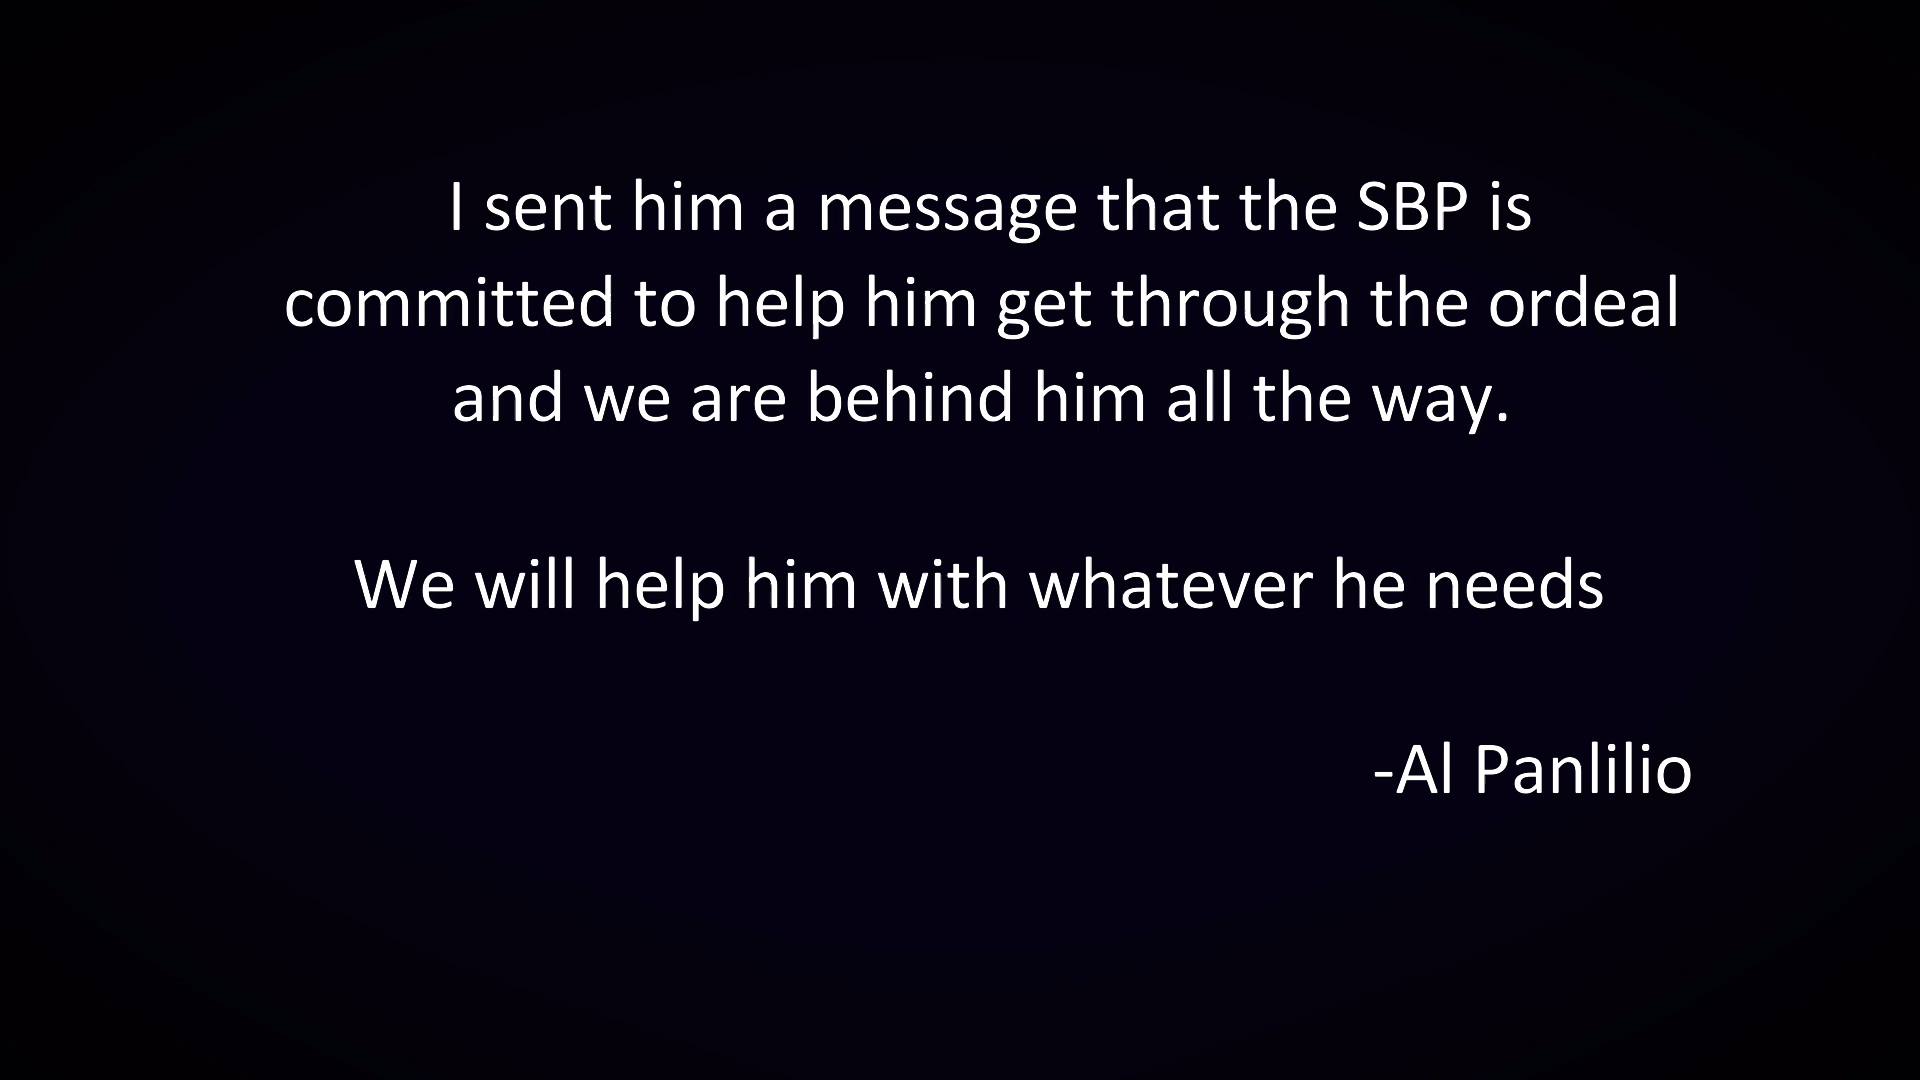 I sent him a message that the SBP is
committed to help him get through the ordeal
and we are behind him all the way.
We will help him with whatever he needs
-Al Panlilio